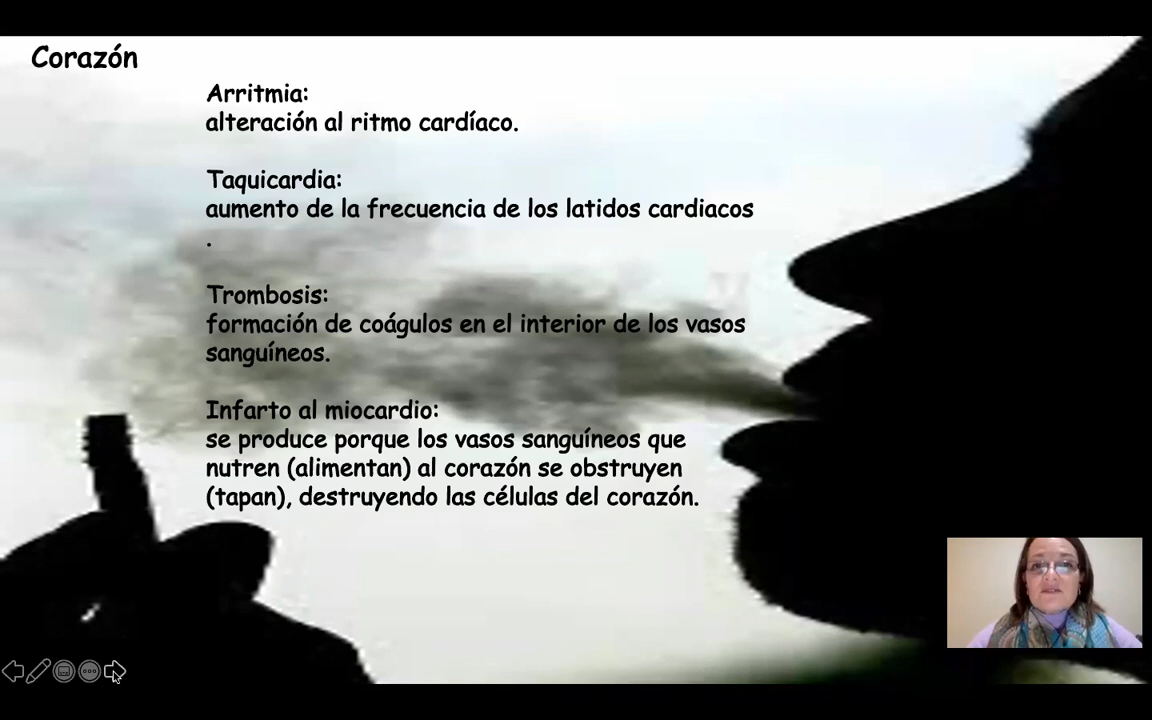 Corazón
Arritmia:
alteración al ritmo cardíaco.
Taquicardia:
aumento de la frecuencia de los latidos cardiacos
.
Trombosis:
formación de coágulos en el interior de los vasos
sanguíneos.
Infarto al miocardio:
se produce porque los vasos sanguíneos que
nutren (alimentan) al corazón se obstruyen
(tapan), destruyendo las células del corazón.